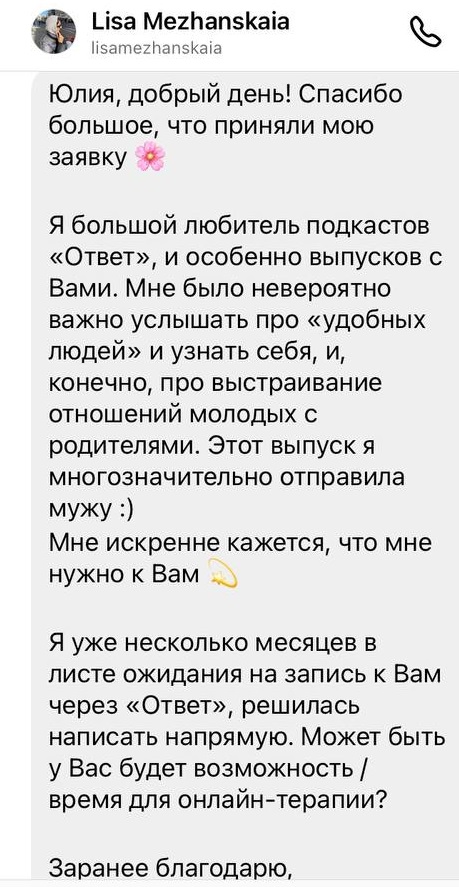 Lisa Mezhanskaia
lisamezhanskaia
Юлия, добрый день! Спасибо
большое, что приняли мою
заявку 🌸
Я большой любитель подкастов
«Ответ», и особенно выпусков с
Вами. Мне было невероятно
важно услышать про «удобных
людей» и узнать себя, и,
конечно, про выстраивание
отношений молодых с
родителями. Этот выпуск я
многозначительно отправила
мужу :)
Мне искренне кажется, что мне
нужно к Вам 💫
Я уже несколько месяцев в
листе ожидания на запись к Вам
через «Ответ», решилась
написать напрямую. Может быть
у Вас будет возможность /
время для онлайн-терапии?
Заранее благодарю,